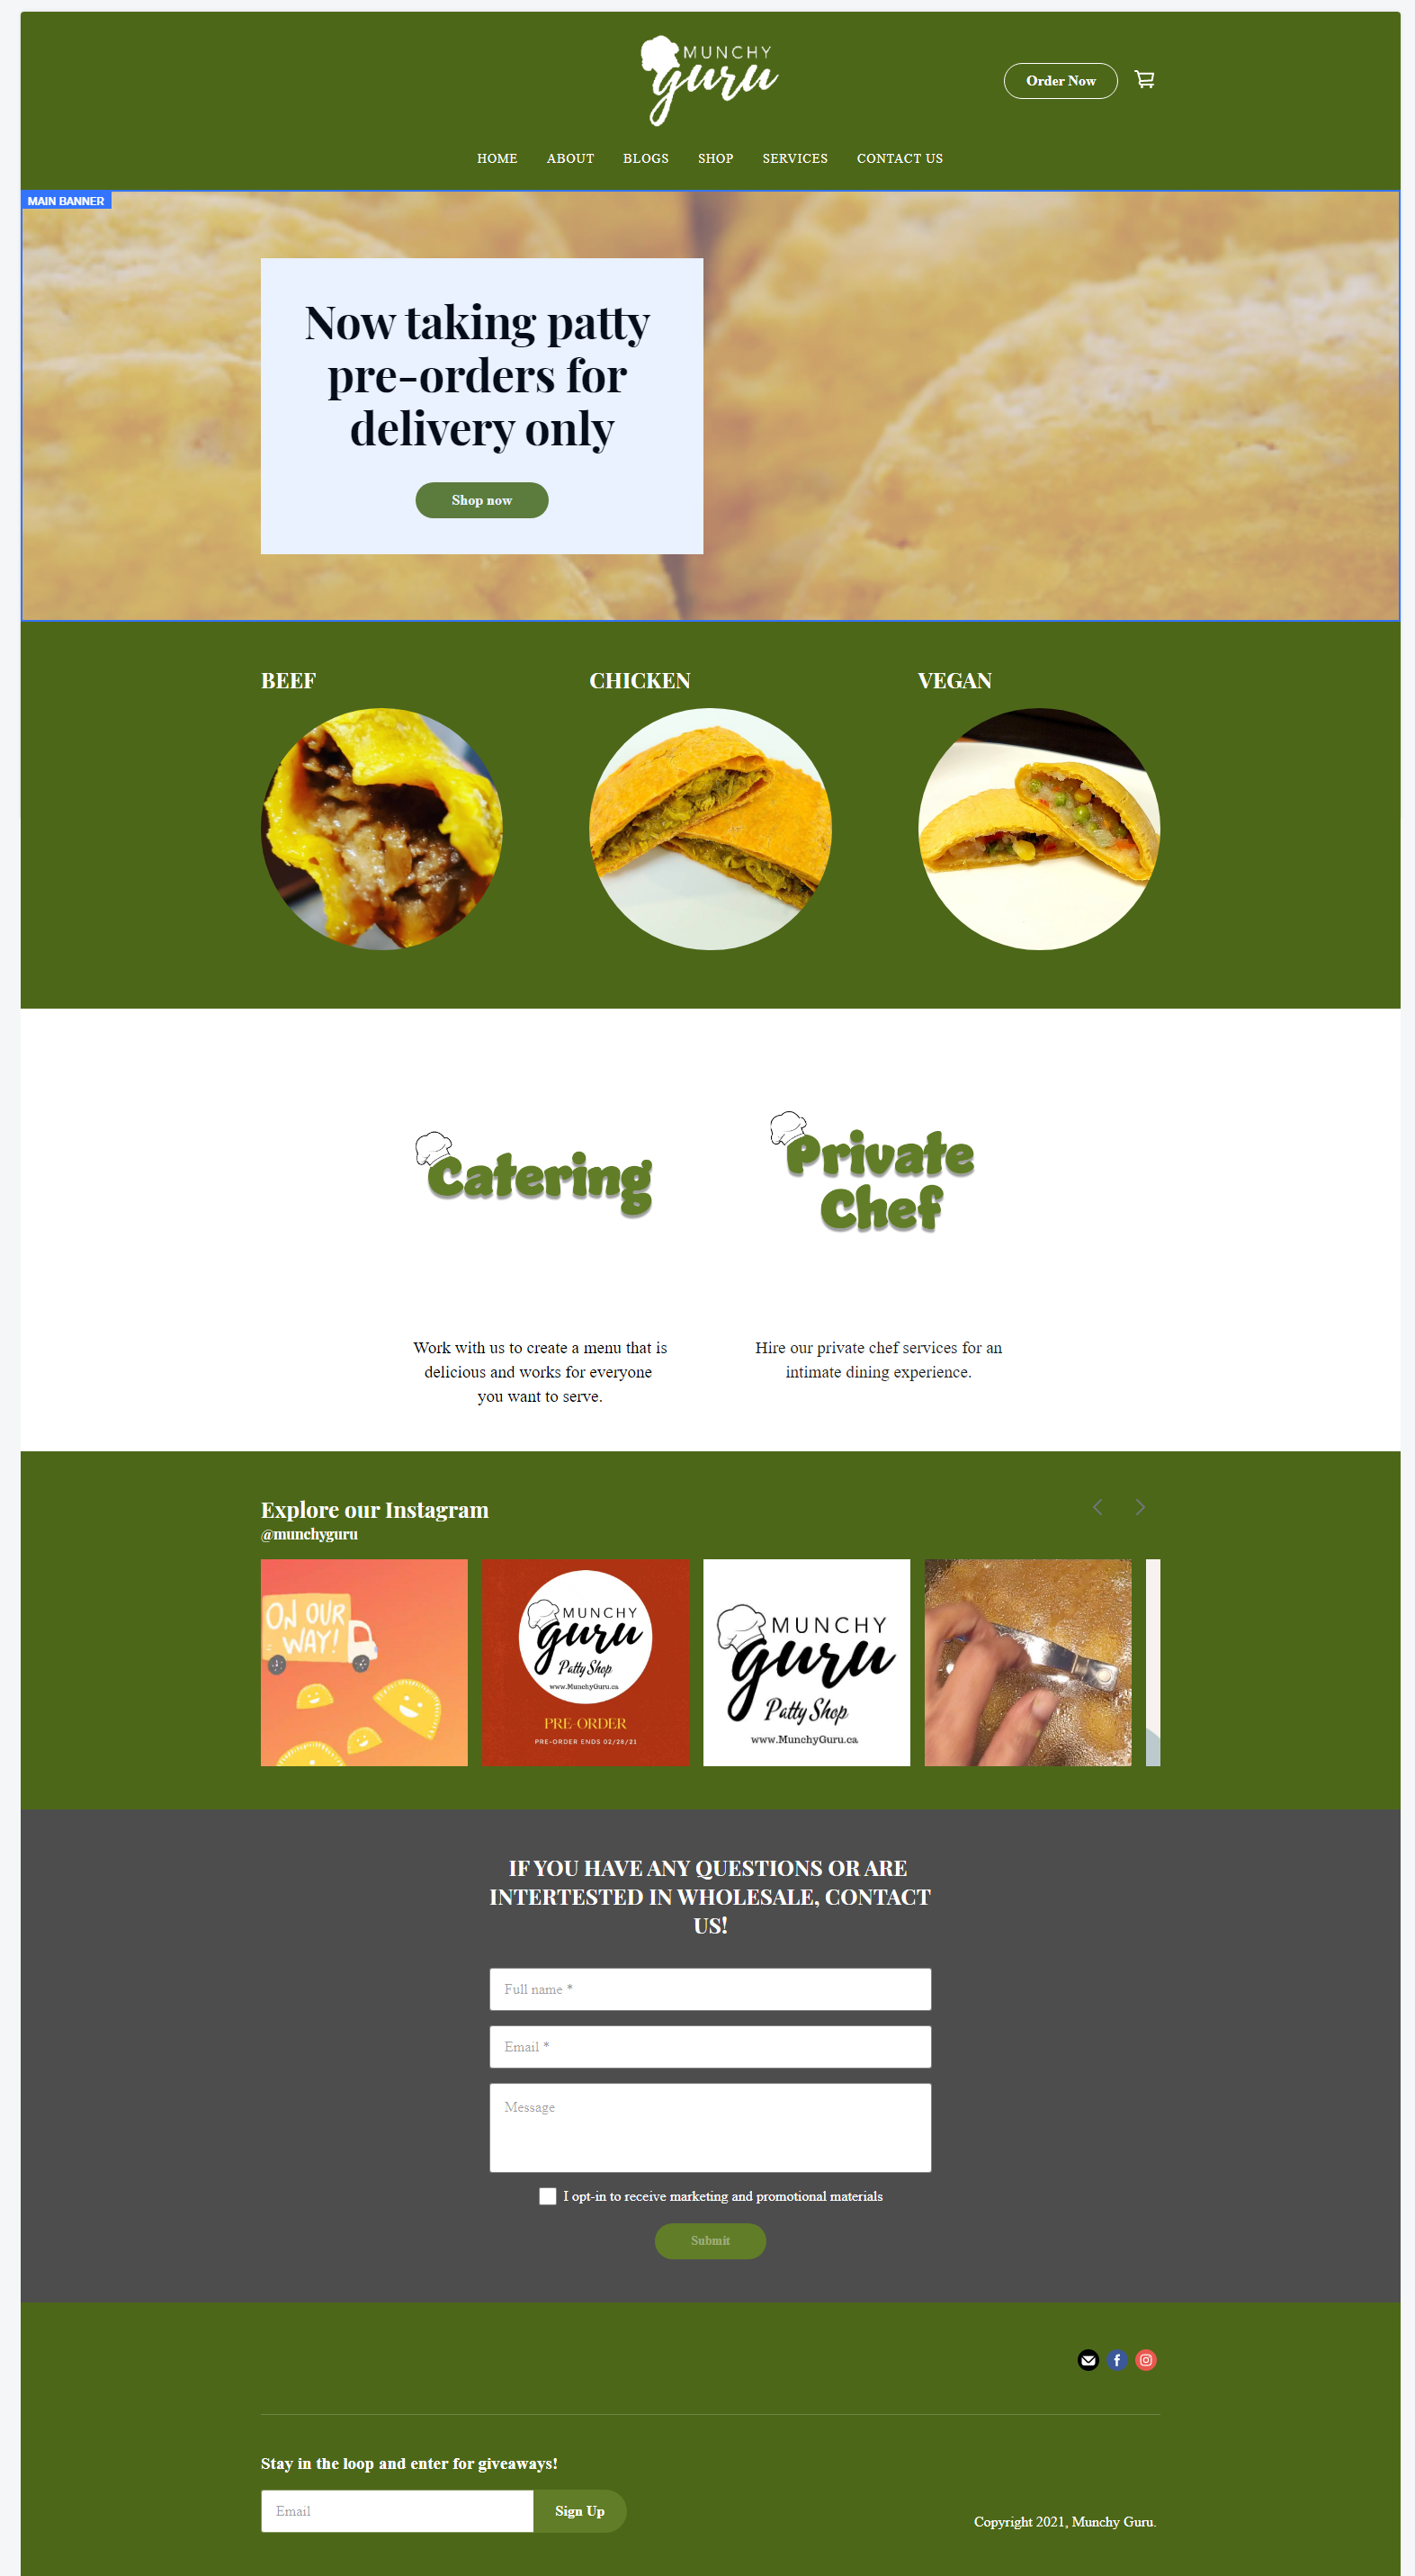 MUNCHY
guru
Order Now
HOME ABOUT BLOGS SHOP SERVICES CONTACT US
MAIN BANNER
Now taking patty
pre-orders for
delivery only
Shop now
BEEF CHICKEN VEGAN
Catering
Private
Chef
Work with us to create a menu that is
delicious and works for everyone
you want to serve.
Hire our private chef services for an
intimate dining experience.
Explore our Instagram
@munchyguru
ON OUR
WAY!
MUNCHY
guru
Patty Shop
www.MunchyGuru.ca
PRE-ORDER
PRE-ORDER ENDS 02/28/21
MUNCHY
guru
Patty Shop
www.MunchyGuru.ca
IF YOU HAVE ANY QUESTIONS OR ARE
INTERTESTED IN WHOLESALE, CONTACT
US!
Full name *
Email *
Message
I opt-in to receive marketing and promotional materials
Submit
Stay in the loop and enter for giveaways!
Email
Sign Up
Copyright 2021, Munchy Guru.